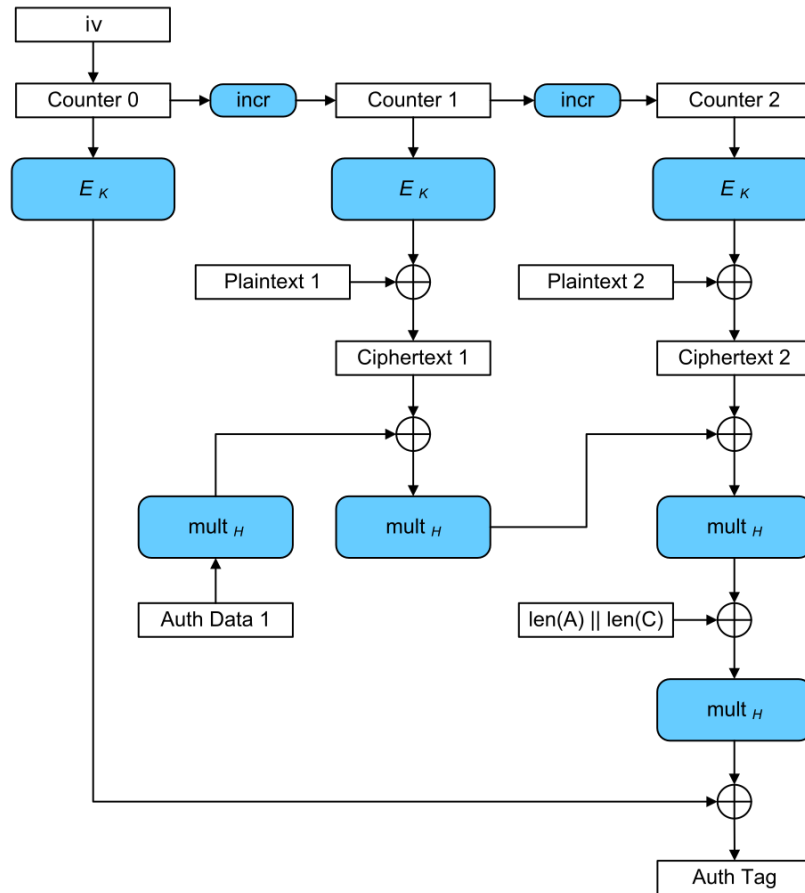 iv
Counter 0
incr
Counter 1
incr
Counter 2
E K
E K
E K
Plaintext 1
Plaintext 2
Ciphertext 1
Ciphertext 2
mult H
mult H
mult H
Auth Data 1
len(A) || len(C)
mult H
Auth Tag